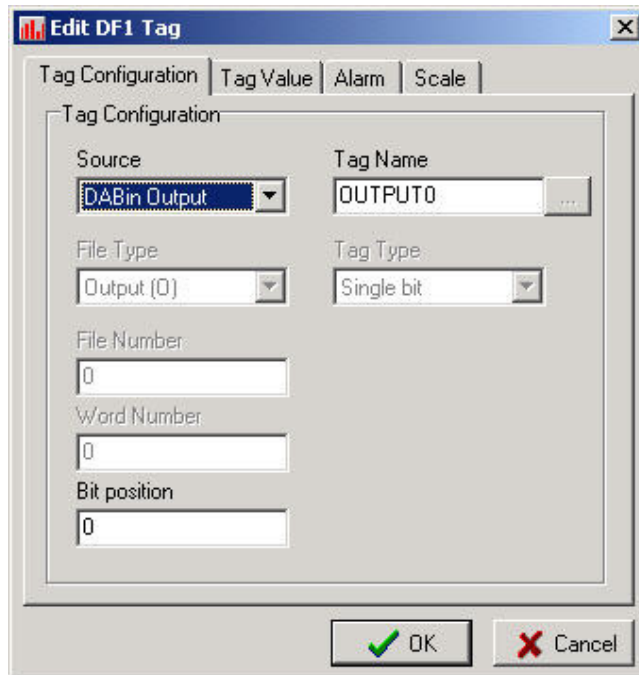 Edit DF1 Tag
Tag Configuration Tag Value Alarm Scale
Tag Configuration
Source Tag Name
DABin Output OUTPUT0 ...
File Type Tag Type
Output (O) Single bit
File Number
0
Word Number
0
Bit position
0
OK Cancel